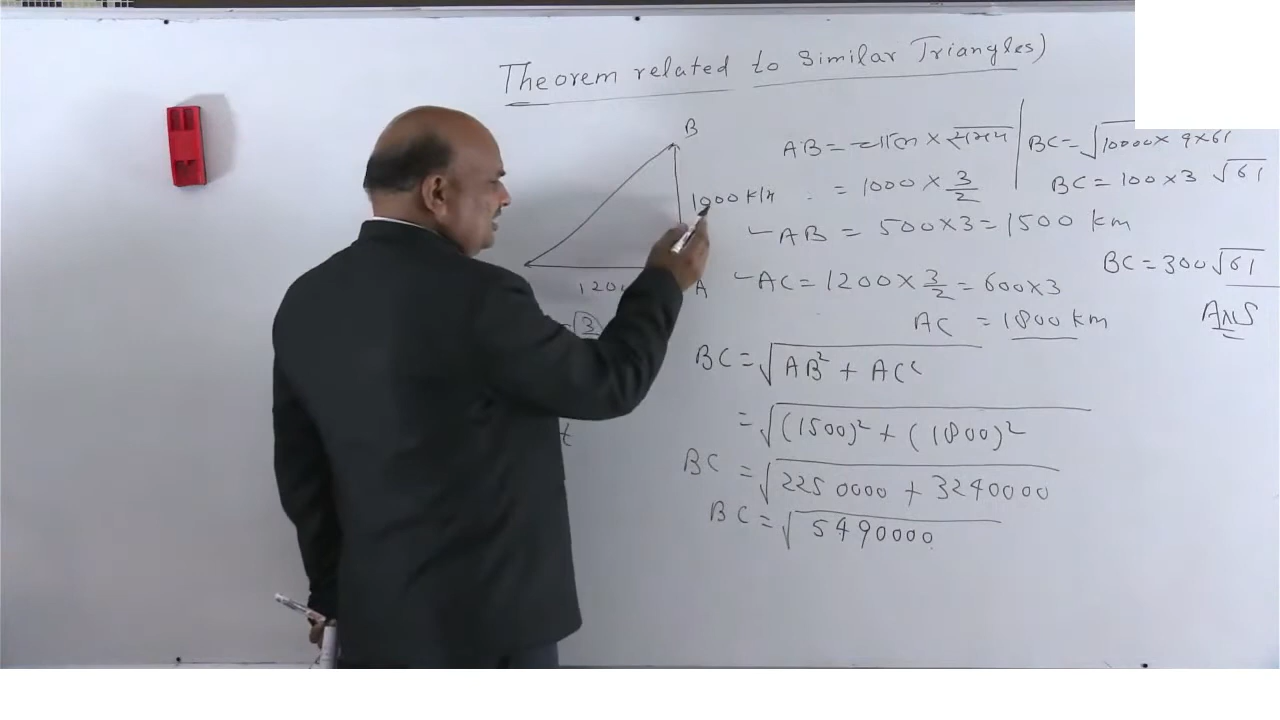 Theorem related to Similar Triangles)
B
1000 K/h
120
A
3
t
AB = चाल × समय
= 1000 × 3/2
AB = 500×3 = 1500 km
AC = 1200 × 3/2 = 600×3
AC = 1800 km
BC = √AB² + AC²
= √(1500)² + (1800)²
BC = √2250000 + 3240000
BC = √5490000
BC = √10000 × 9×61
BC = 100×3 √61
BC = 300√61
Ans